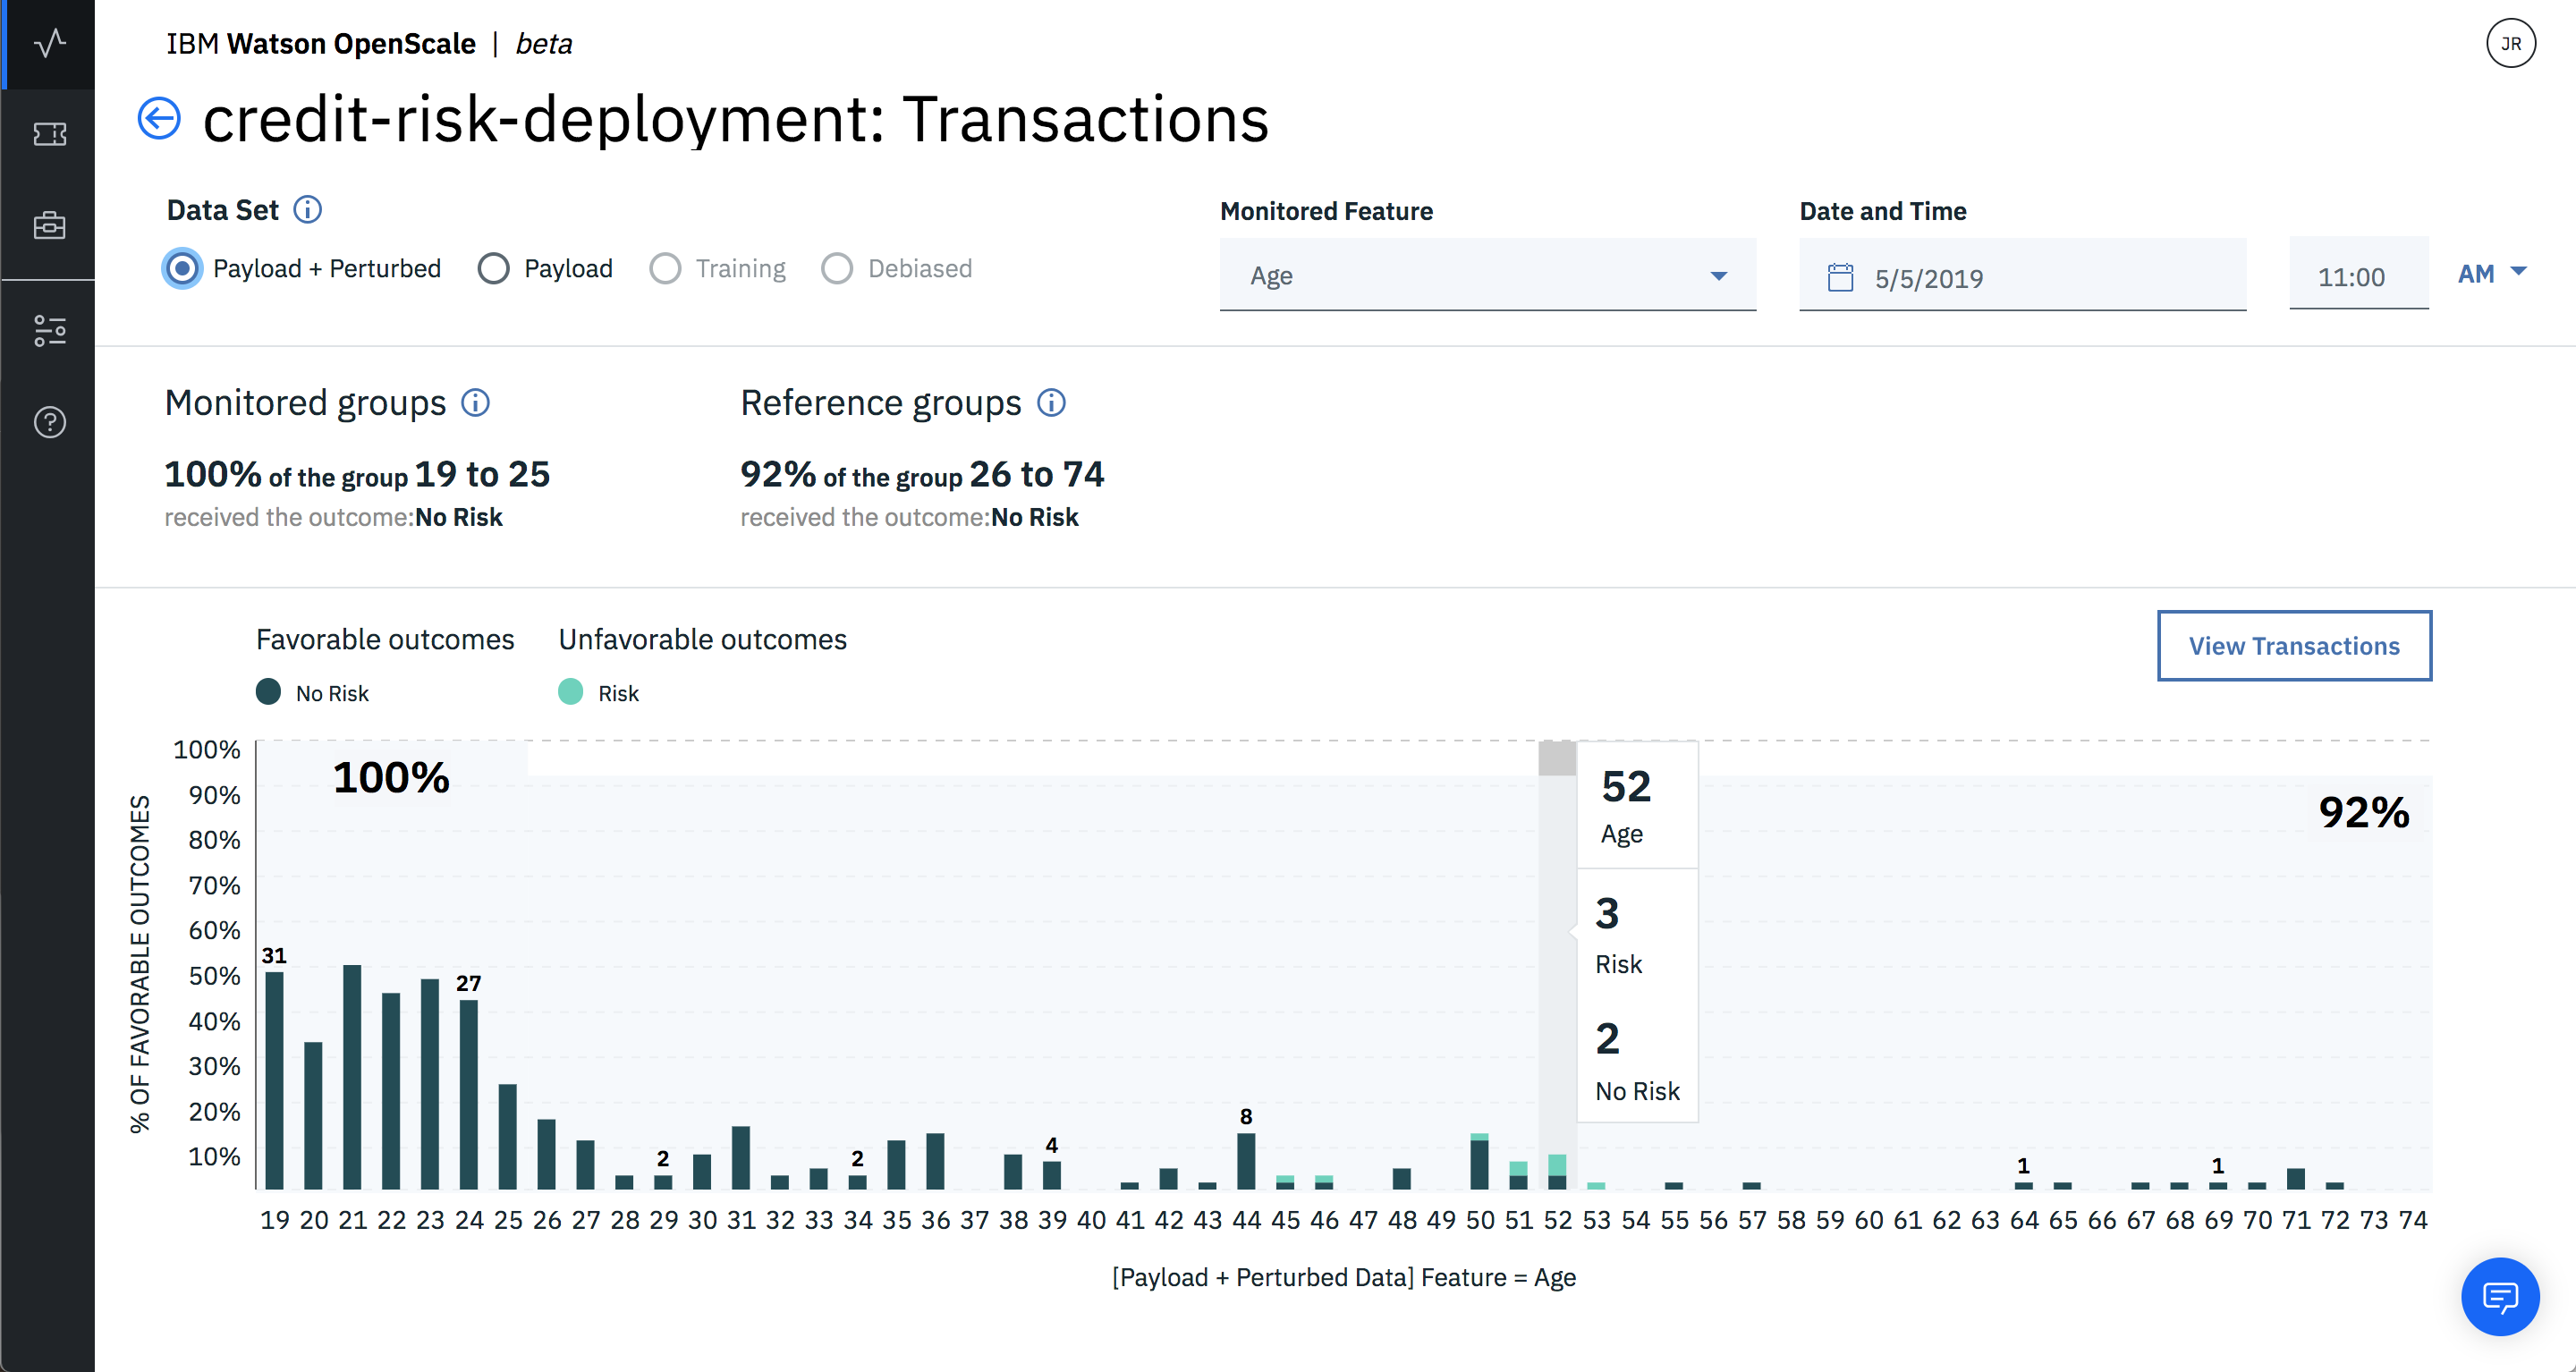 IBM Watson OpenScale | beta
JR
credit-risk-deployment: Transactions
Data Set
Payload + Perturbed Payload Training Debiased
Monitored Feature
Age
Date and Time
5/5/2019
11:00
AM
Monitored groups
100% of the group 19 to 25
received the outcome:No Risk
Reference groups
92% of the group 26 to 74
received the outcome:No Risk
Favorable outcomes
No Risk
Unfavorable outcomes
Risk
View Transactions
% OF FAVORABLE OUTCOMES
100%
90%
80%
70%
60%
50%
40%
30%
20%
10%
100%
92%
31
27
2
2
4
8
1
1
52
Age
3
Risk
2
No Risk
19 20 21 22 23 24 25 26 27 28 29 30 31 32 33 34 35 36 37 38 39 40 41 42 43 44 45 46 47 48 49 50 51 52 53 54 55 56 57 58 59 60 61 62 63 64 65 66 67 68 69 70 71 72 73 74
[Payload + Perturbed Data] Feature = Age